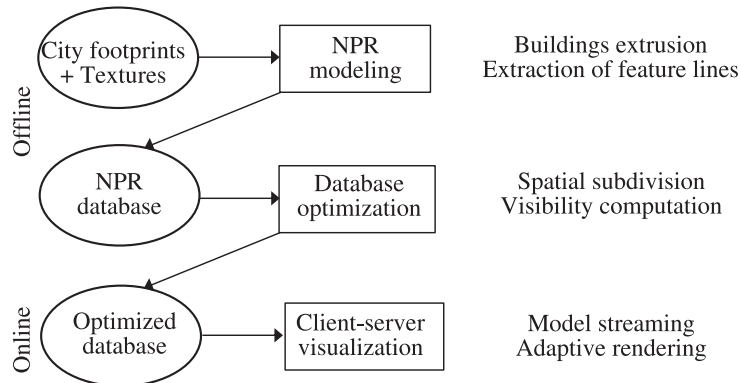 City footprints
+ Textures
NPR
modeling
Buildings extrusion
Extraction of feature lines
Offline
NPR
database
Database
optimization
Spatial subdivision
Visibility computation
Online
Optimized
database
Client-server
visualization
Model streaming
Adaptive rendering